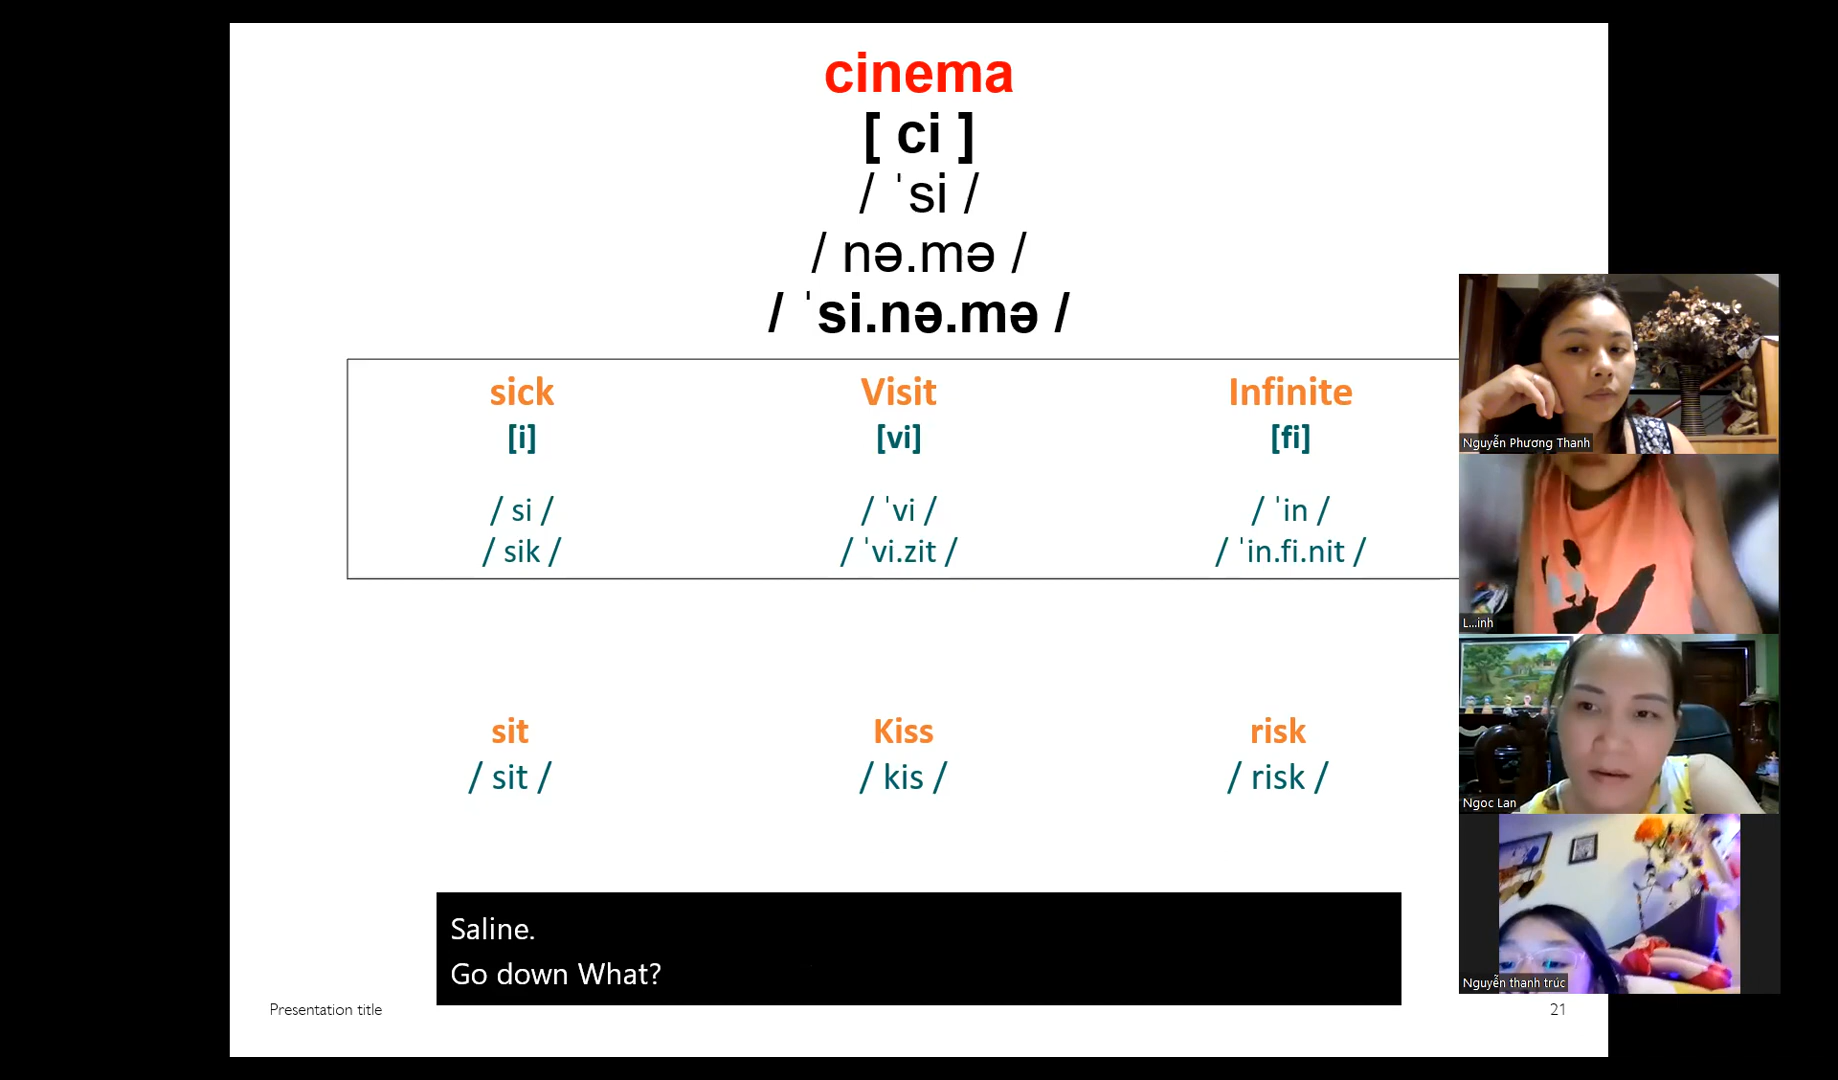 cinema
[ ci ]
/ ˈsi /
/ nə.mə /
/ ˈsi.nə.mə /
sick Visit Infinite
[i] [vi] [fi]
/ si / / ˈvi / / ˈin /
/ sik / / ˈvi.zit / / ˈin.fi.nit /
sit Kiss risk
/ sit / / kis / / risk /
Saline.
Go down What?
Presentation title
21
Nguyễn Phương Thanh
L...inh
Ngoc Lan
Nguyễn thanh trúc